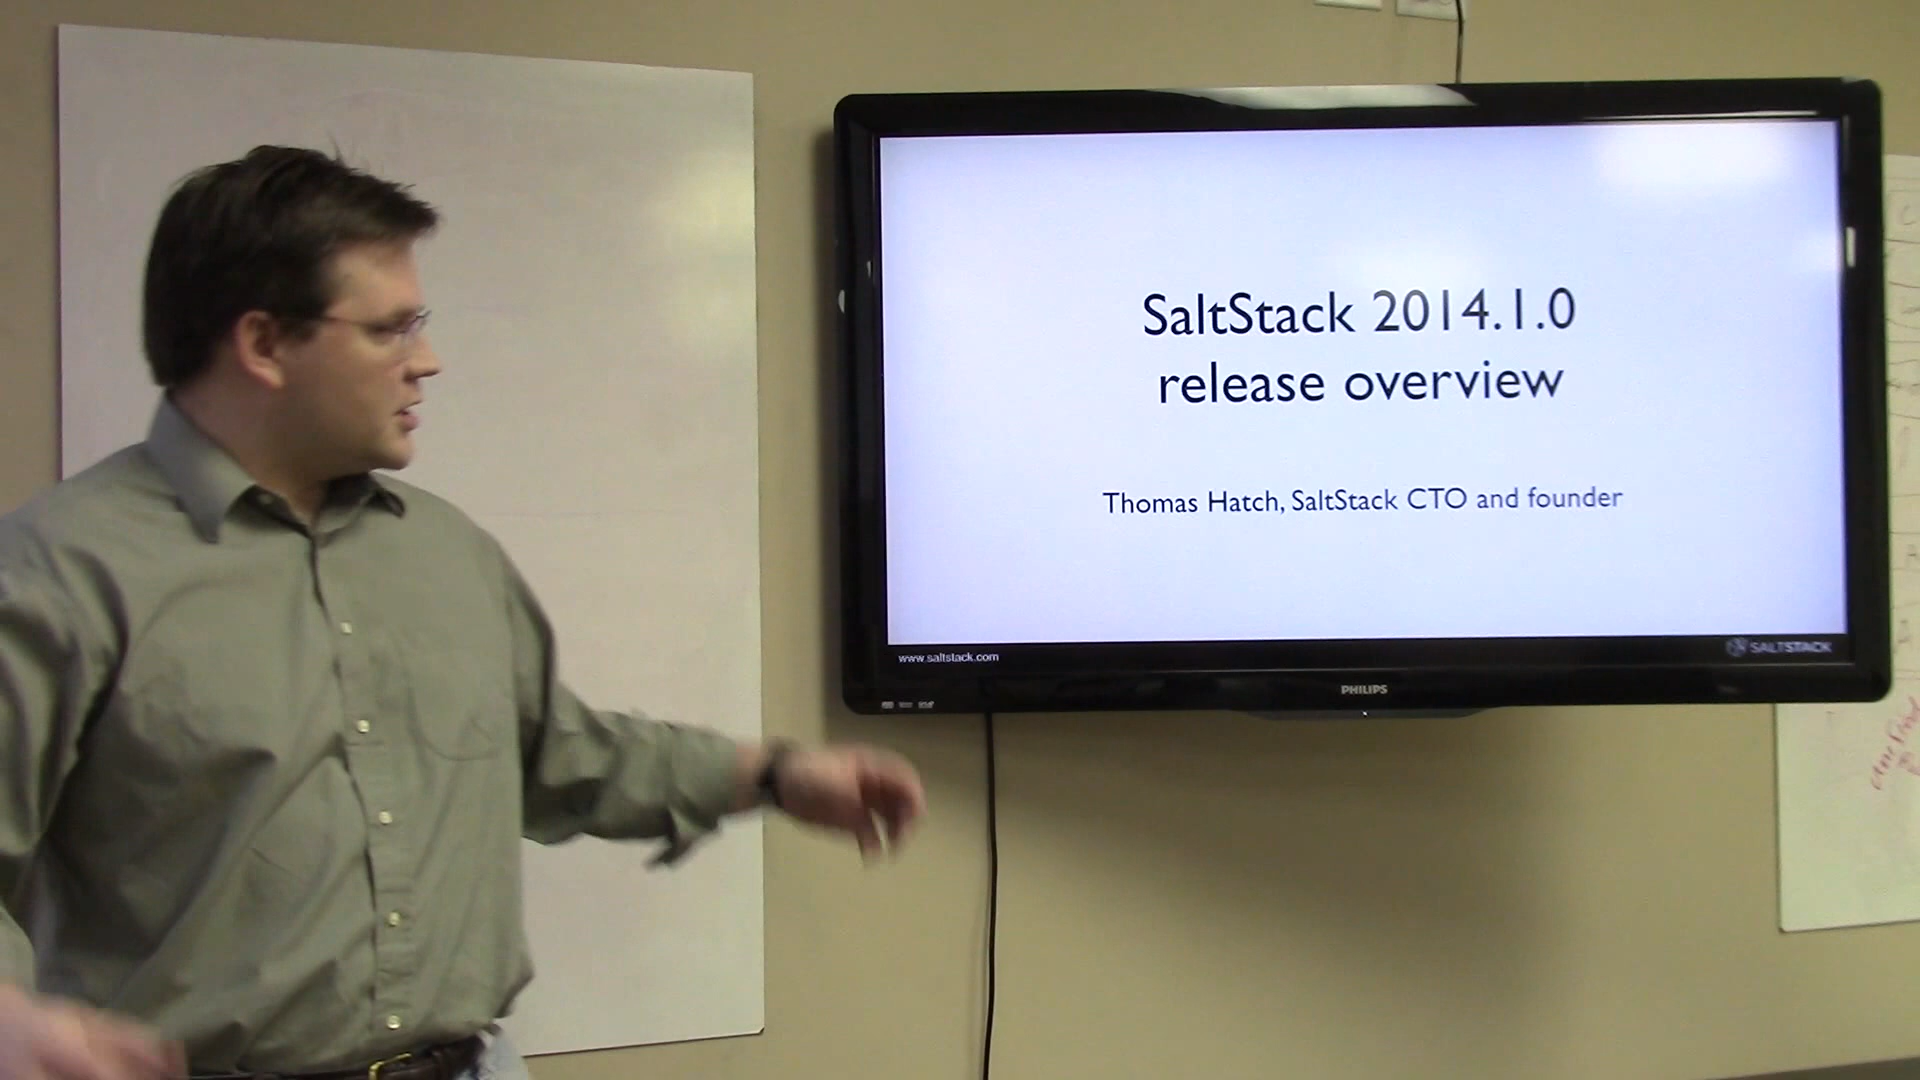 SaltStack 2014.1.0
release overview
Thomas Hatch, SaltStack CTO and founder
www.saltstack.com
SALTSTACK
PHILIPS